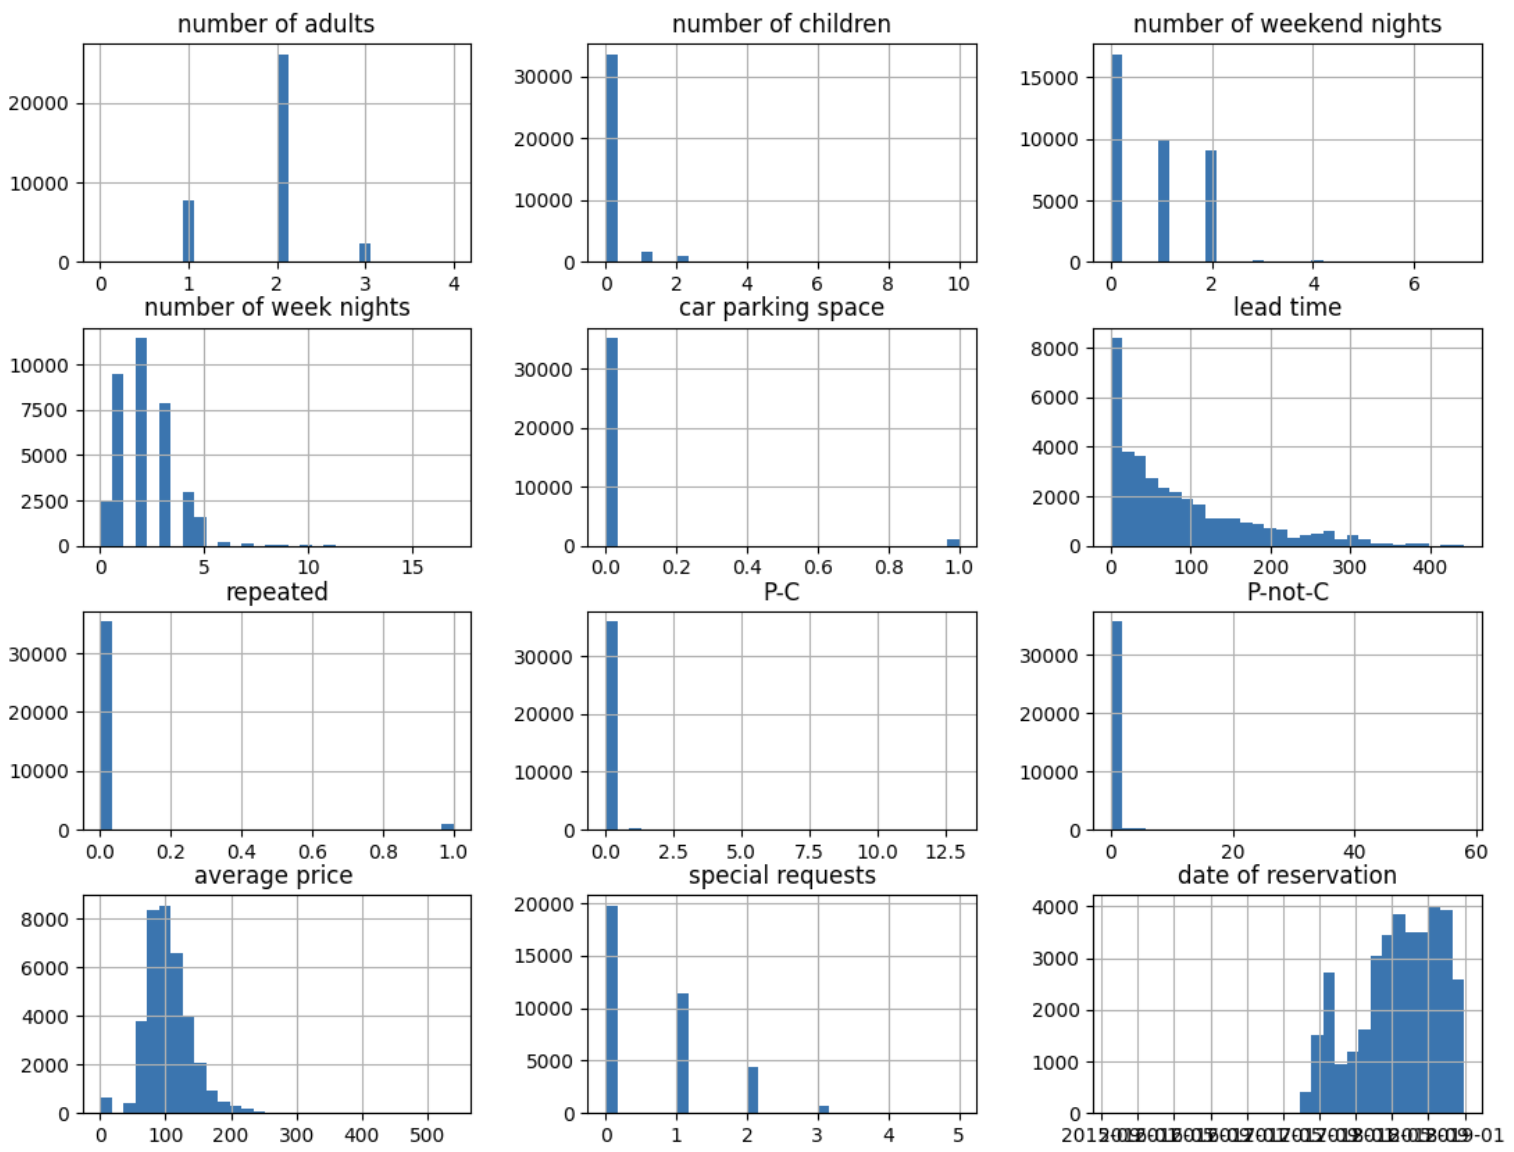 number of adults
number of children
number of weekend nights
20000
10000
0
0 1 2 3 4
30000
20000
10000
0
0 2 4 6 8 10
15000
10000
5000
0
0 2 4 6
number of week nights
car parking space
lead time
10000
7500
5000
2500
0
0 5 10 15
30000
20000
10000
0
0.0 0.2 0.4 0.6 0.8 1.0
8000
6000
4000
2000
0
0 100 200 300 400
repeated
P-C
P-not-C
30000
20000
10000
0
0.0 0.2 0.4 0.6 0.8 1.0
30000
20000
10000
0
0.0 2.5 5.0 7.5 10.0 12.5
30000
20000
10000
0
0 20 40 60
average price
special requests
date of reservation
8000
6000
4000
2000
0
0 100 200 300 400 500
20000
15000
10000
5000
0
0 1 2 3 4 5
4000
3000
2000
1000
0